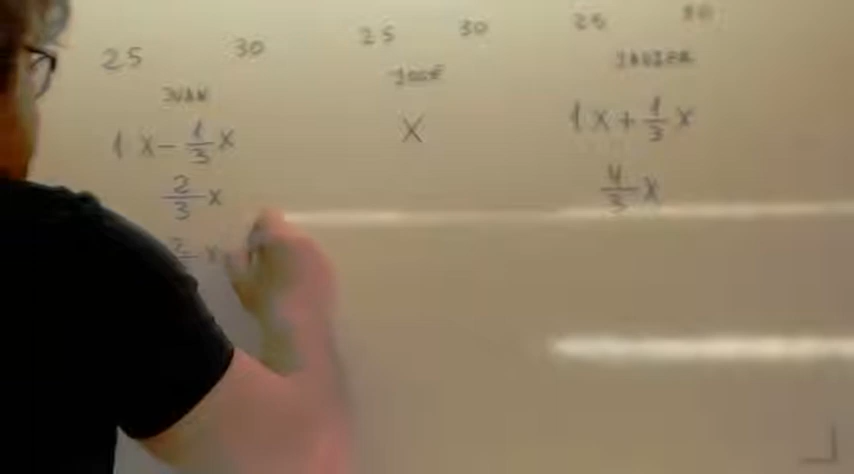 25 30 25 30 25 30
JUAN JOSÉ JAVIER
1x - 1/3 x X 1x + 1/3 x
2/3 x 4/3 x
2 x